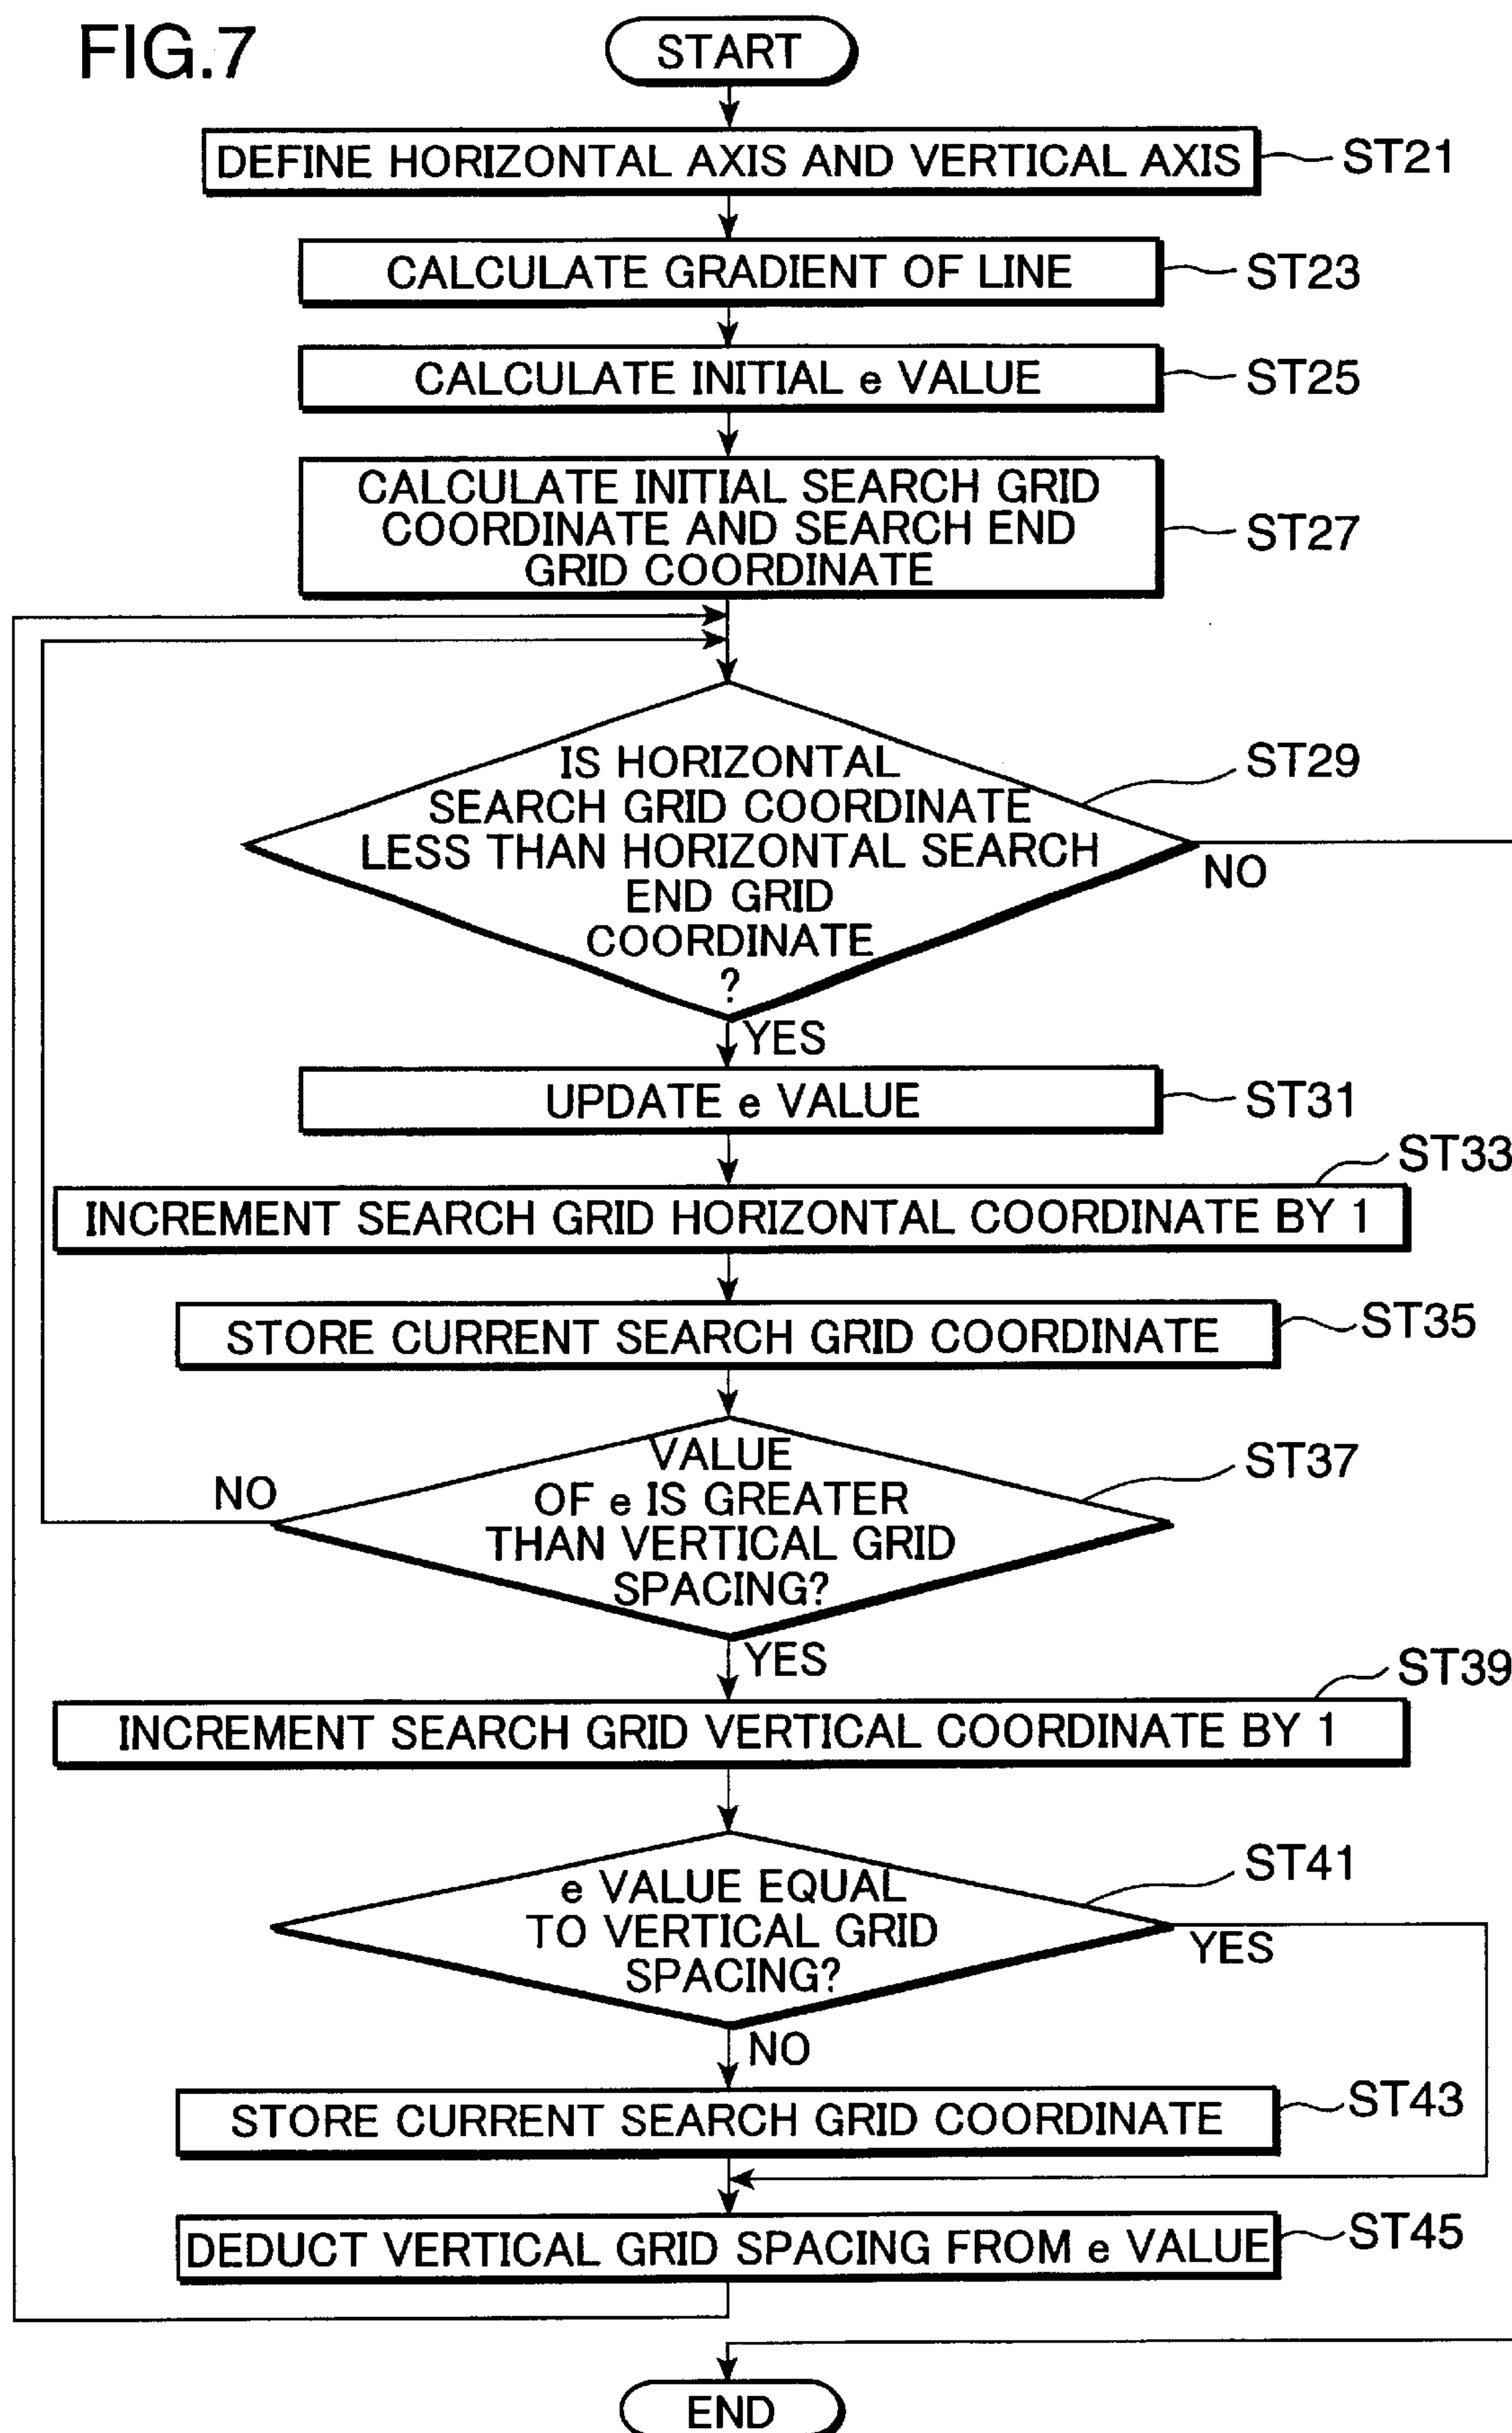 FIG.7
START
DEFINE HORIZONTAL AXIS AND VERTICAL AXIS
ST21
CALCULATE GRADIENT OF LINE
ST23
CALCULATE INITIAL e VALUE
ST25
CALCULATE INITIAL SEARCH GRID
COORDINATE AND SEARCH END
GRID COORDINATE
ST27
IS HORIZONTAL
SEARCH GRID COORDINATE
LESS THAN HORIZONTAL SEARCH
END GRID
COORDINATE
?
ST29
NO
YES
UPDATE e VALUE
ST31
ST33
INCREMENT SEARCH GRID HORIZONTAL COORDINATE BY 1
STORE CURRENT SEARCH GRID COORDINATE
ST35
VALUE
OF e IS GREATER
THAN VERTICAL GRID
SPACING?
ST37
NO
YES
ST39
INCREMENT SEARCH GRID VERTICAL COORDINATE BY 1
e VALUE EQUAL
TO VERTICAL GRID
SPACING?
ST41
YES
NO
STORE CURRENT SEARCH GRID COORDINATE
ST43
DEDUCT VERTICAL GRID SPACING FROM e VALUE
ST45
END